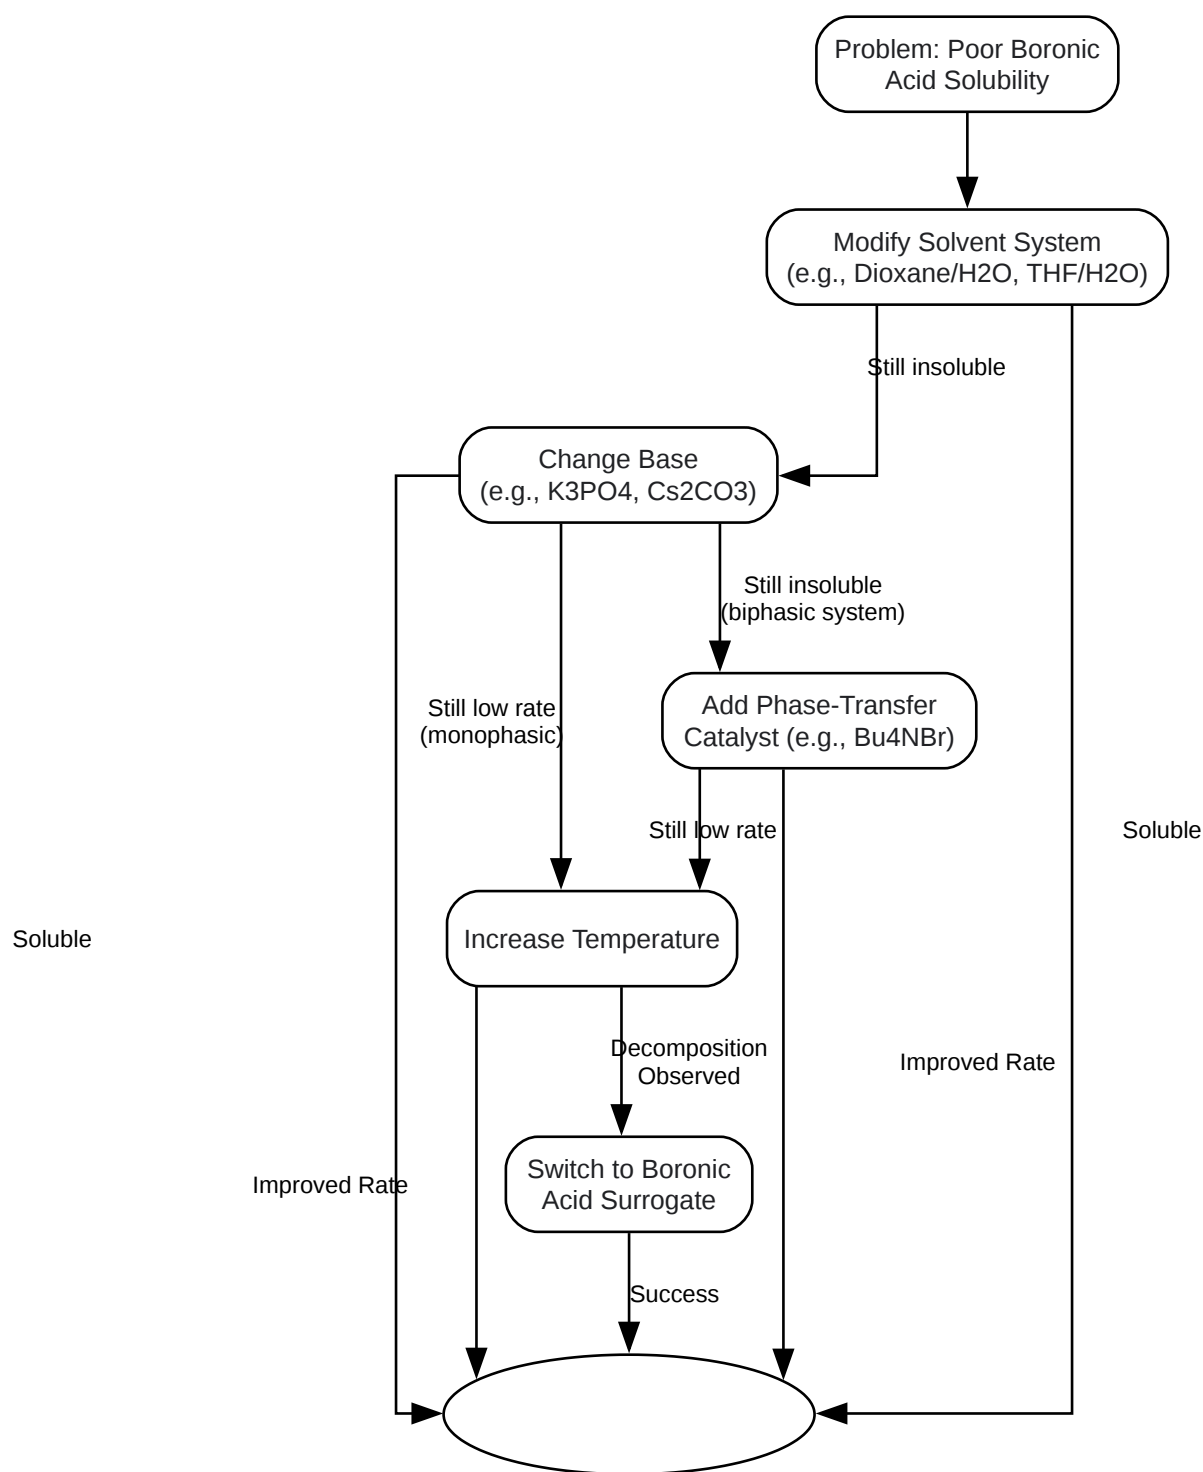 Problem: Poor Boronic
Acid Solubility
Modify Solvent System
(e.g., Dioxane/H2O, THF/H2O)
Still insoluble
Change Base
(e.g., K3PO4, Cs2CO3)
Still insoluble
(biphasic system)
Still low rate
(monophasic)
Add Phase-Transfer
Catalyst (e.g., Bu4NBr)
Still low rate
Soluble
Increase Temperature
Soluble
Decomposition
Observed
Improved Rate
Switch to Boronic
Acid Surrogate
Improved Rate
Success